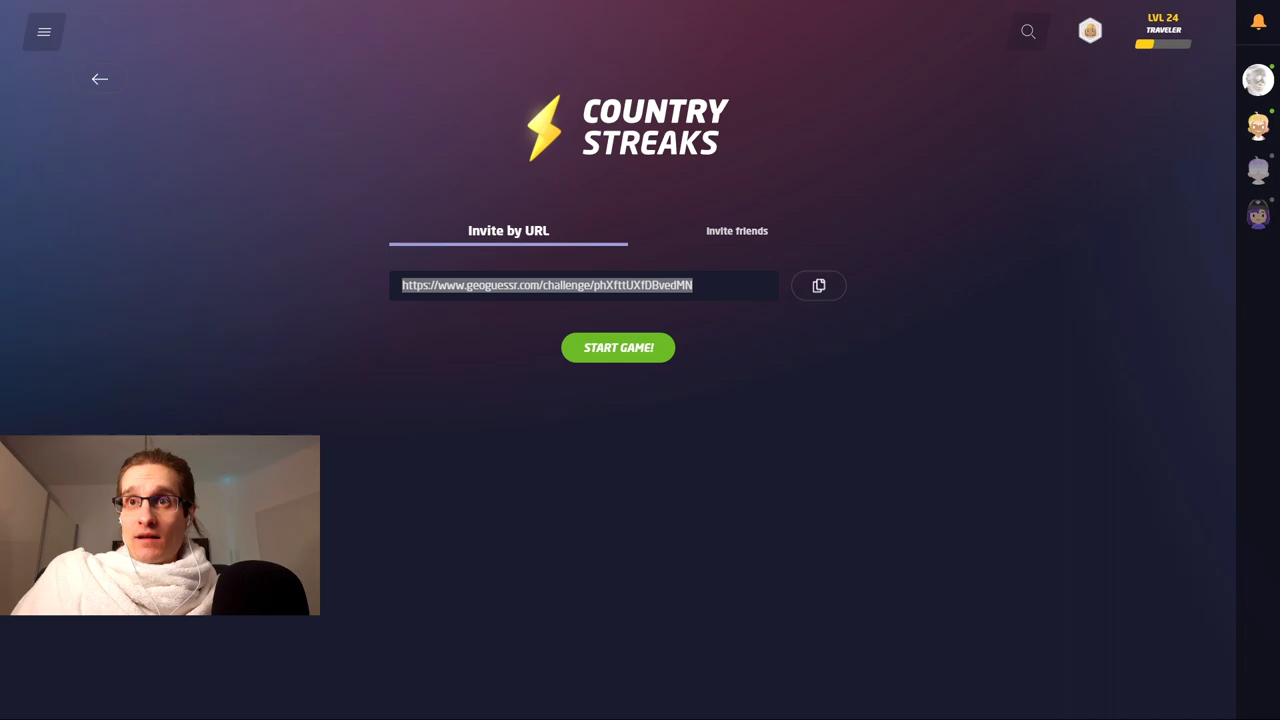 LVL 24
TRAVELER
COUNTRY
STREAKS
Invite by URL
Invite friends
https://www.geoguessr.com/challenge/phXfttUXfDBvedMN
START GAME!